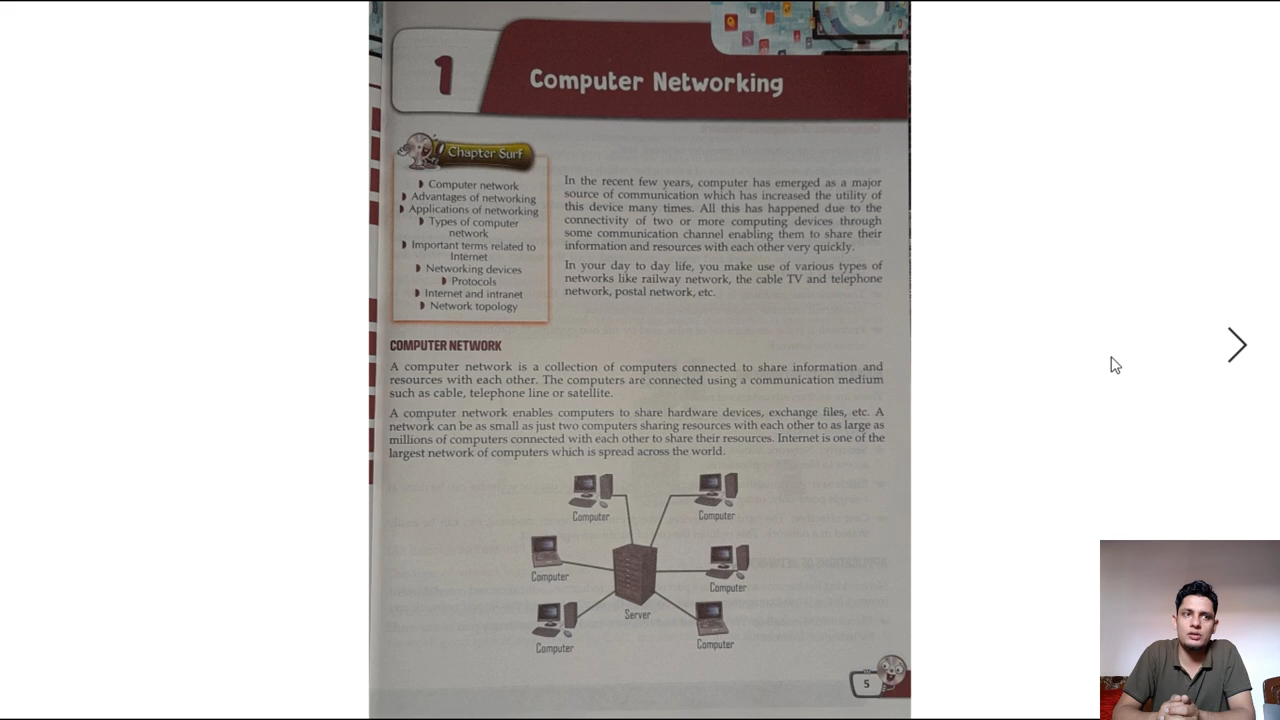 1
Computer Networking
Chapter Surf
Computer network
Advantages of networking
Applications of networking
Types of computer
network
Important terms related to
Internet
Networking devices
Protocols
Internet and intranet
Network topology
In the recent few years, computer has emerged as a major
source of communication which has increased the utility of
this device many times. All this has happened due to the
connectivity of two or more computing devices through
some communication channel enabling them to share their
information and resources with each other very quickly.
In your day to day life, you make use of various types of
networks like railway network, the cable TV and telephone
network, postal network, etc.
COMPUTER NETWORK
A computer network is a collection of computers connected to share information and
resources with each other. The computers are connected using a communication medium
such as cable, telephone line or satellite.
A computer network enables computers to share hardware devices, exchange files, etc. A
network can be as small as just two computers sharing resources with each other to as large as
millions of computers connected with each other to share their resources. Internet is one of the
largest network of computers which is spread across the world.
Computer
Computer
Computer
Computer
Server
Computer
Computer
5